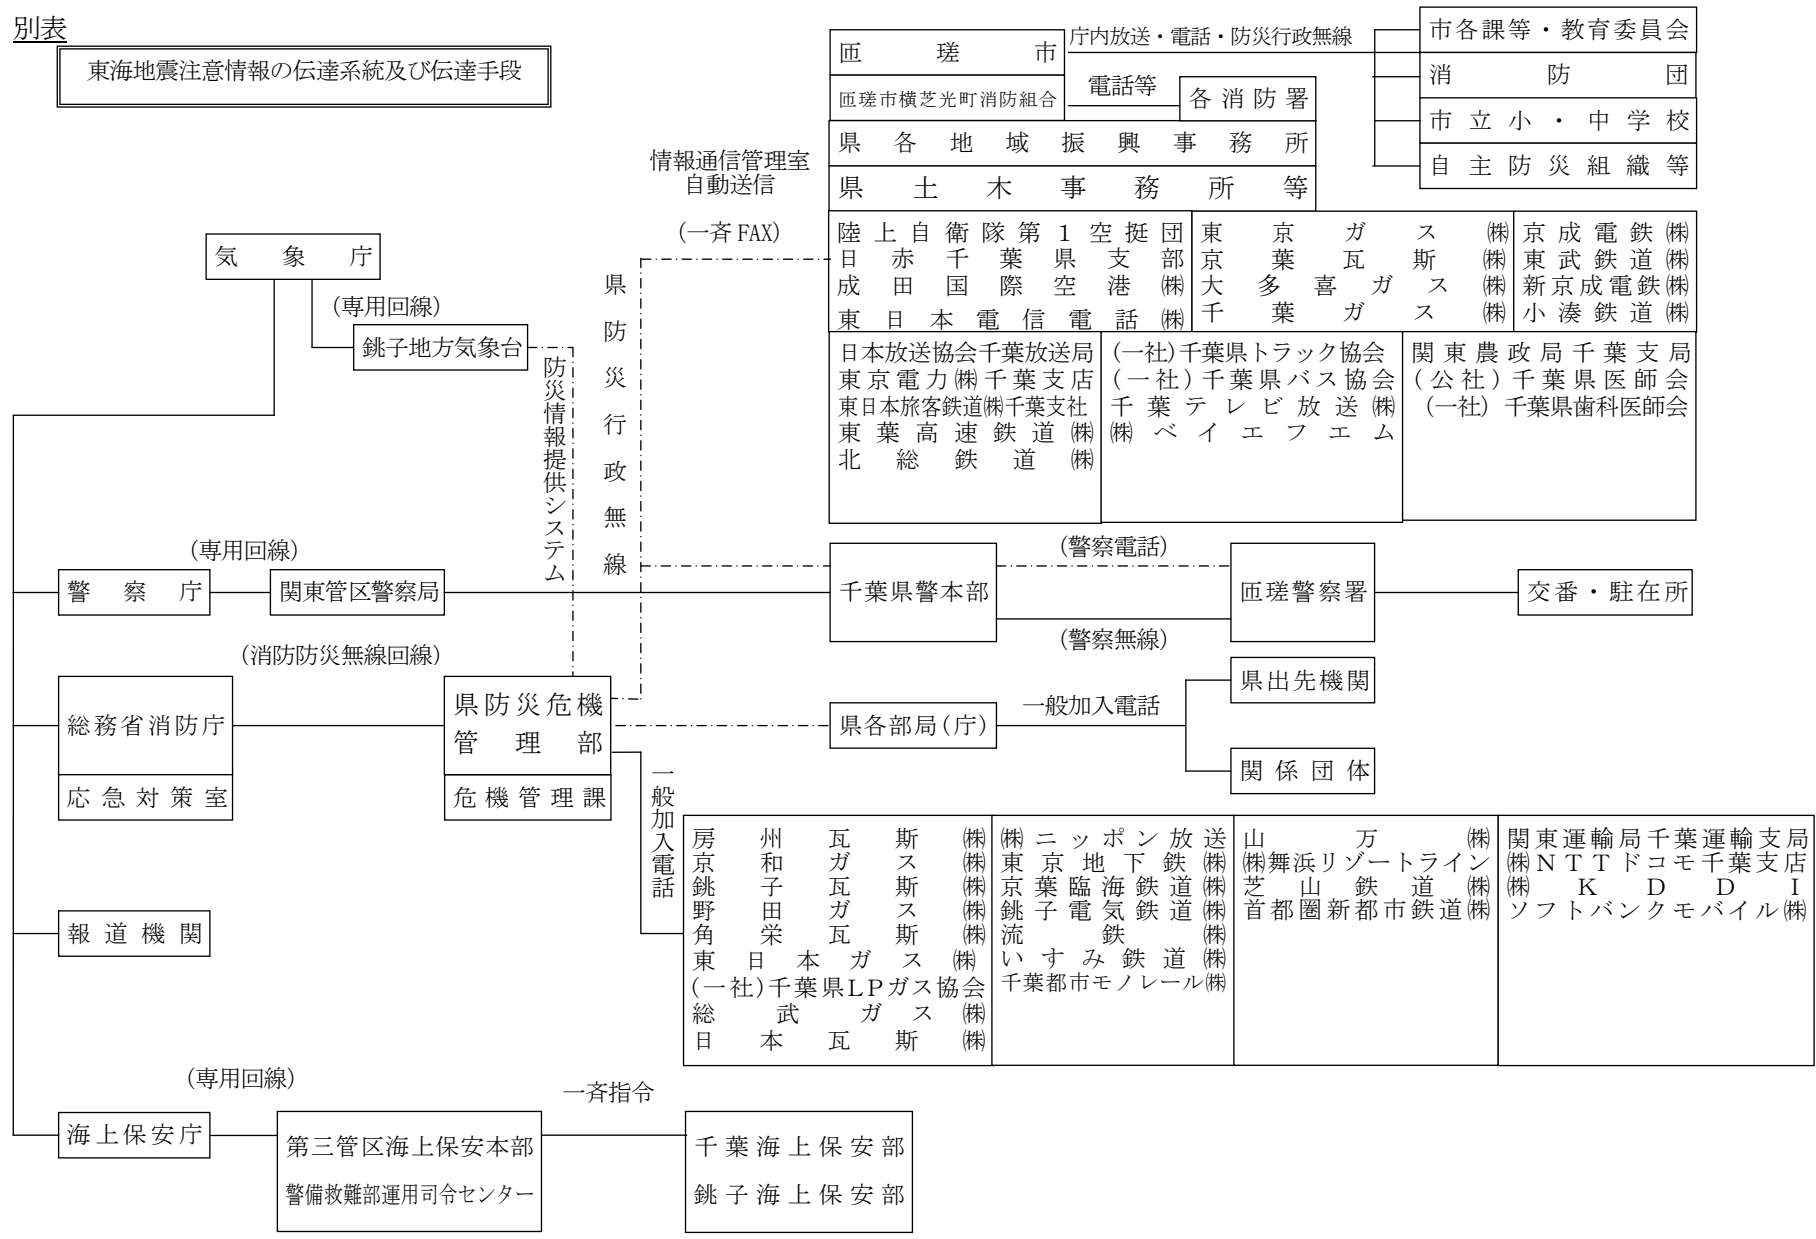 別表
東海地震注意情報の伝達系統及び伝達手段
匝瑳市
庁内放送・電話・防災行政無線
市各課等・教育委員会
消防団
市立小・中学校
自主防災組織等
匝瑳市横芝光町消防組合
電話等
各消防署
県各地域振興事務所
県土木事務所等
情報通信管理室
自動送信
(一斉 FAX)
陸上自衛隊第1空挺団
日赤千葉県支部
成田国際空港㈱
東日本電信電話㈱
東京ガス㈱
京葉瓦斯㈱
大多喜ガス㈱
千葉ガス㈱
京成電鉄㈱
東武鉄道㈱
新京成電鉄㈱
小湊鉄道㈱
日本放送協会千葉放送局
東京電力㈱千葉支店
東日本旅客鉄道㈱千葉支社
東葉高速鉄道㈱
北総鉄道㈱
(一社)千葉県トラック協会
(一社)千葉県バス協会
千葉テレビ放送㈱
㈱ベイエフエム
関東農政局千葉支局
(公社)千葉県医師会
(一社)千葉県歯科医師会
気象庁
(専用回線)
銚子地方気象台
防災情報提供システム
県防災行政無線
(専用回線)
警察庁
関東管区警察局
千葉県警本部
(警察電話)
(警察無線)
匝瑳警察署
交番・駐在所
(消防防災無線回線)
総務省消防庁
応急対策室
県防災危機
管理部
危機管理課
県各部局(庁)
一般加入電話
県出先機関
関係団体
一般加入電話
房州瓦斯㈱
京和ガス㈱
銚子瓦斯㈱
野田ガス㈱
角栄瓦斯㈱
東日本ガス㈱
(一社)千葉県LPガス協会
総武ガス㈱
日本瓦斯㈱
㈱ニッポン放送
東京地下鉄㈱
京葉臨海鉄道㈱
銚子電気鉄道㈱
流鉄㈱
いすみ鉄道㈱
千葉都市モノレール㈱
山万㈱
㈱舞浜リゾートライン
芝山鉄道㈱
首都圏新都市鉄道㈱
関東運輸局千葉運輸支局
㈱NTTドコモ千葉支店
㈱KDDI
ソフトバンクモバイル㈱
報道機関
(専用回線)
海上保安庁
第三管区海上保安本部
警備救難部運用司令センター
一斉指令
千葉海上保安部
銚子海上保安部